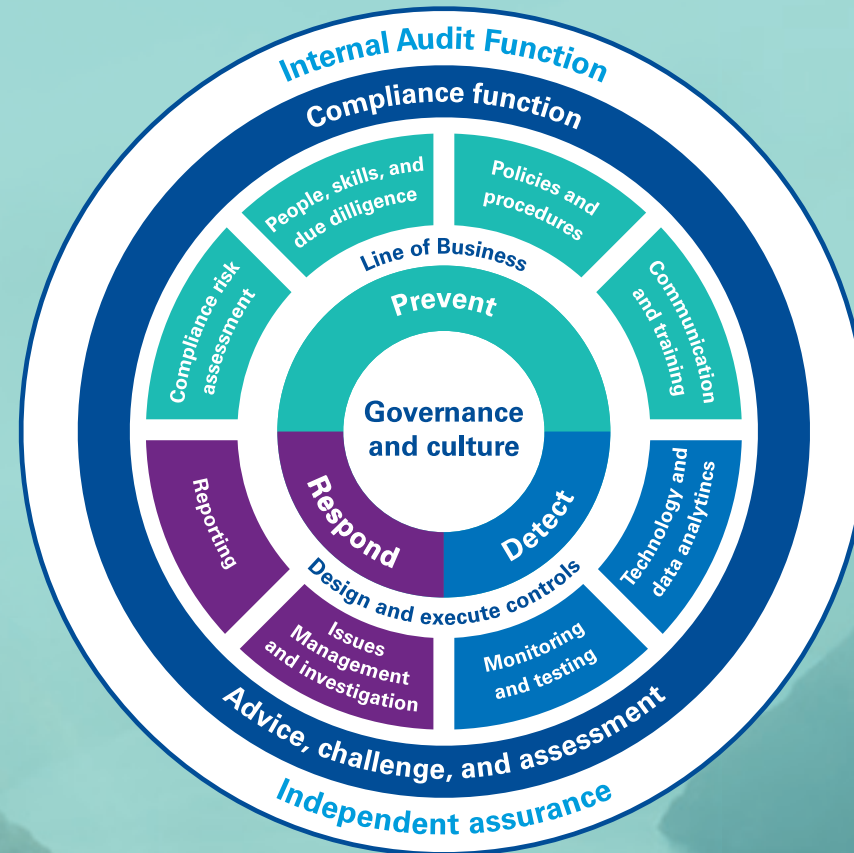 Internal Audit Function
Compliance function
People, skills, and
due dilligence
Policies and
procedures
Line of Business
Compliance risk
assessment
Prevent
Communication
and training
Governance
and culture
Reporting
Respond
Detect
Technology and
data analytincs
Design and execute controls
Issues
Management
and investigation
Monitoring
and testing
Advice, challenge, and assessment
Independent assurance